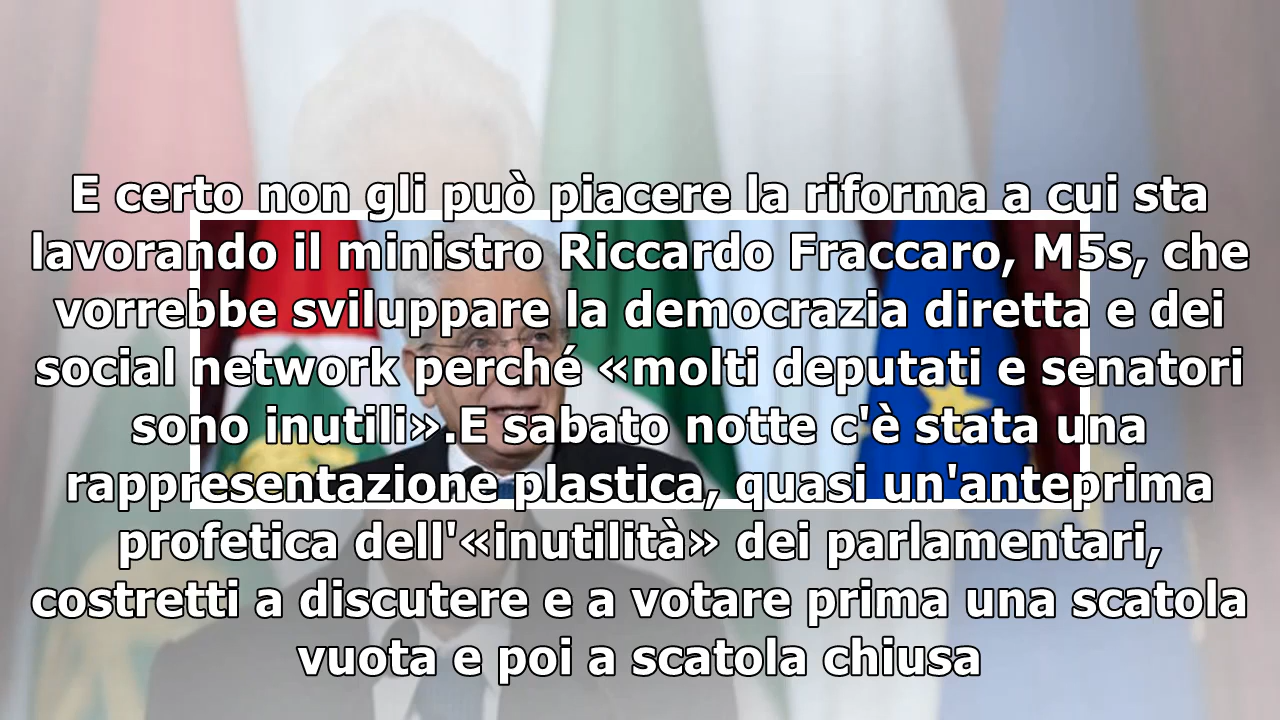 E certo non gli può piacere la riforma a cui sta
lavorando il ministro Riccardo Fraccaro, M5s, che
vorrebbe sviluppare la democrazia diretta e dei
social network perché «molti deputati e senatori
sono inutili».E sabato notte c'è stata una
rappresentazione plastica, quasi un'anteprima
profetica dell'«inutilità» dei parlamentari,
costretti a discutere e a votare prima una scatola
vuota e poi a scatola chiusa